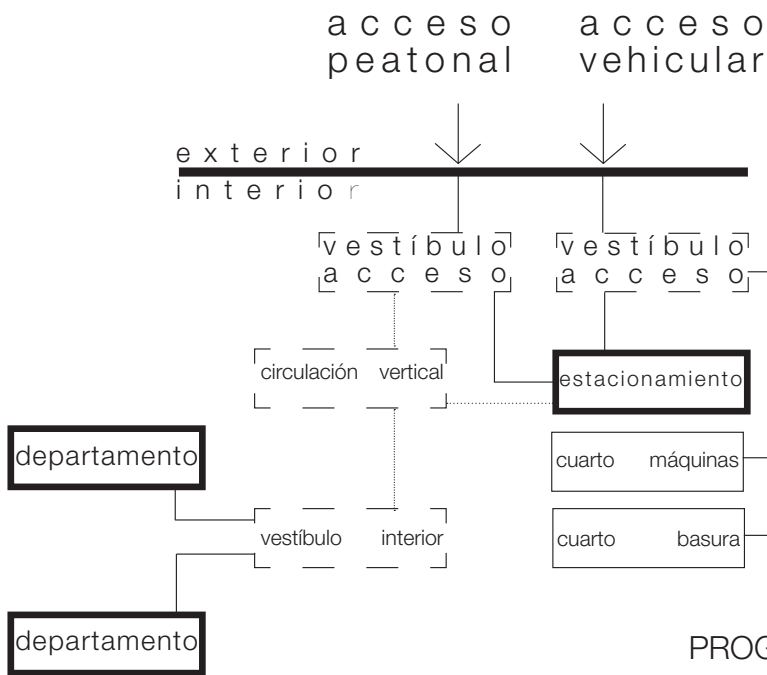 acceso
peatonal
acceso
vehicular
exterior
interior
vestíbulo
acceso
vestíbulo
acceso
circulación vertical
estacionamiento
departamento
cuarto máquinas
vestíbulo interior
cuarto basura
departamento
PROG